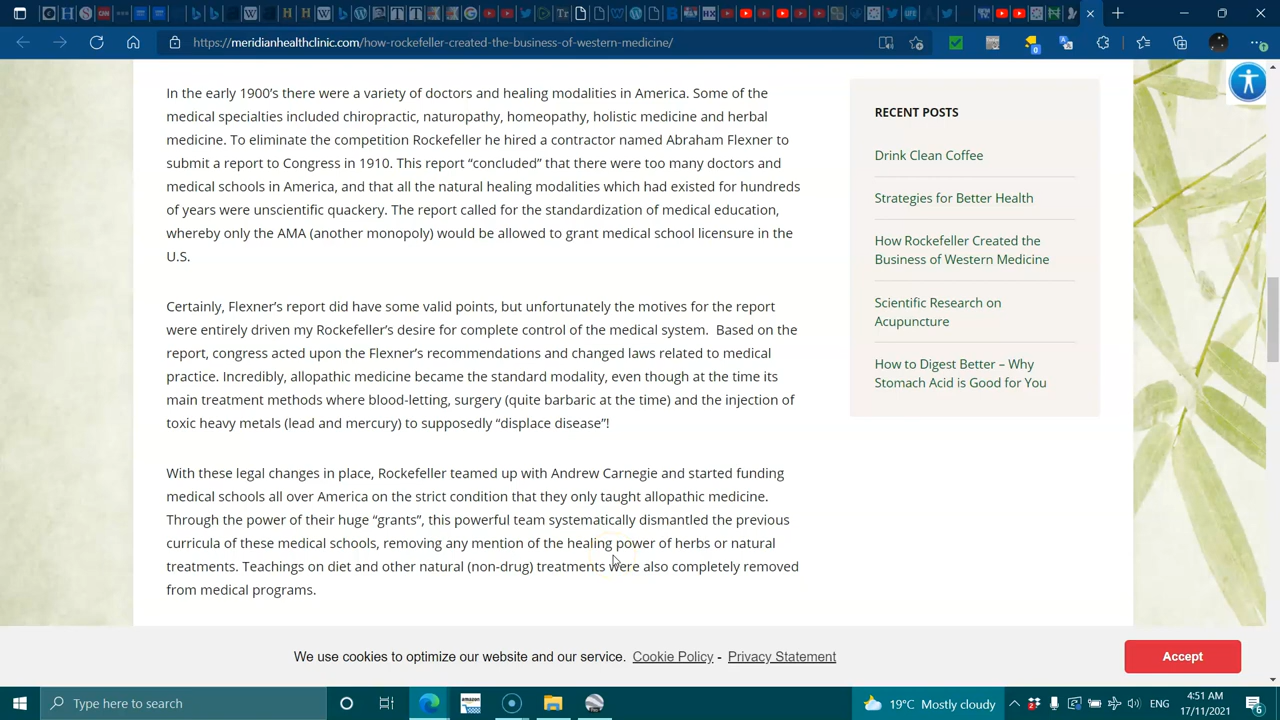 https://meridianhealthclinic.com/how-rockefeller-created-the-business-of-western-medicine/
In the early 1900's there were a variety of doctors and healing modalities in America. Some of the
medical specialties included chiropractic, naturopathy, homeopathy, holistic medicine and herbal
medicine. To eliminate the competition Rockefeller he hired a contractor named Abraham Flexner to
submit a report to Congress in 1910. This report “concluded” that there were too many doctors and
medical schools in America, and that all the natural healing modalities which had existed for hundreds
of years were unscientific quackery. The report called for the standardization of medical education,
whereby only the AMA (another monopoly) would be allowed to grant medical school licensure in the
U.S.
Certainly, Flexner's report did have some valid points, but unfortunately the motives for the report
were entirely driven my Rockefeller's desire for complete control of the medical system. Based on the
report, congress acted upon the Flexner's recommendations and changed laws related to medical
practice. Incredibly, allopathic medicine became the standard modality, even though at the time its
main treatment methods where blood-letting, surgery (quite barbaric at the time) and the injection of
toxic heavy metals (lead and mercury) to supposedly “displace disease”!
With these legal changes in place, Rockefeller teamed up with Andrew Carnegie and started funding
medical schools all over America on the strict condition that they only taught allopathic medicine.
Through the power of their huge “grants”, this powerful team systematically dismantled the previous
curricula of these medical schools, removing any mention of the healing power of herbs or natural
treatments. Teachings on diet and other natural (non-drug) treatments were also completely removed
from medical programs.
RECENT POSTS
Drink Clean Coffee
Strategies for Better Health
How Rockefeller Created the
Business of Western Medicine
Scientific Research on
Acupuncture
How to Digest Better – Why
Stomach Acid is Good for You
We use cookies to optimize our website and our service. Cookie Policy - Privacy Statement
Accept
Type here to search
amazon
19°C Mostly cloudy
ENG
4:51 AM
17/11/2021
6